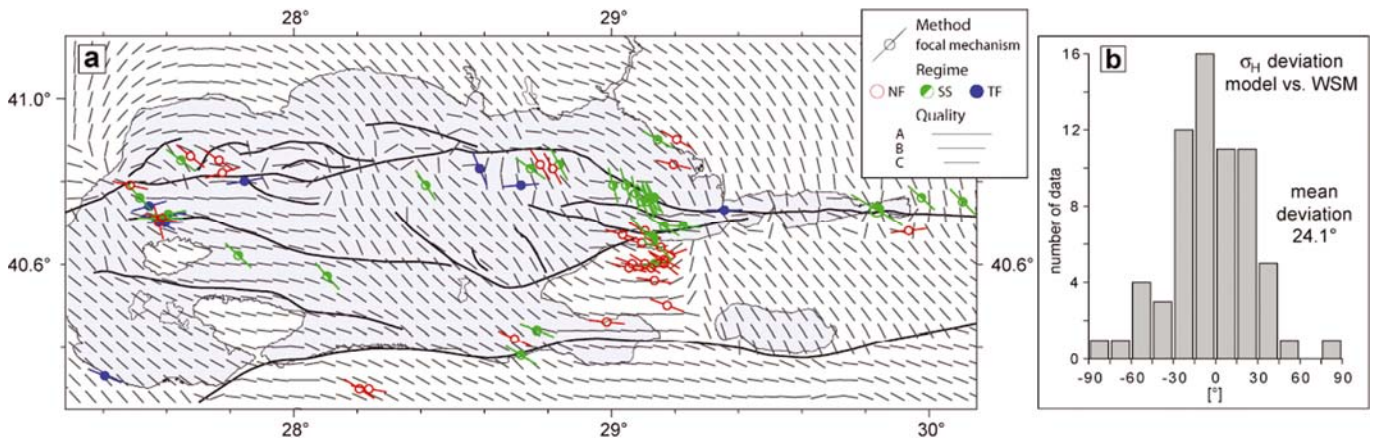 28° 29°
a
Method
focal mechanism
Regime
NF SS TF
Quality
A
B
C
41.0°
40.6° 40.6°
28° 29° 30°
b
σH deviation
model vs. WSM
mean
deviation
24.1°
number of data
16
12
8
4
0
-90 -60 -30 0 30 60 90
[°]